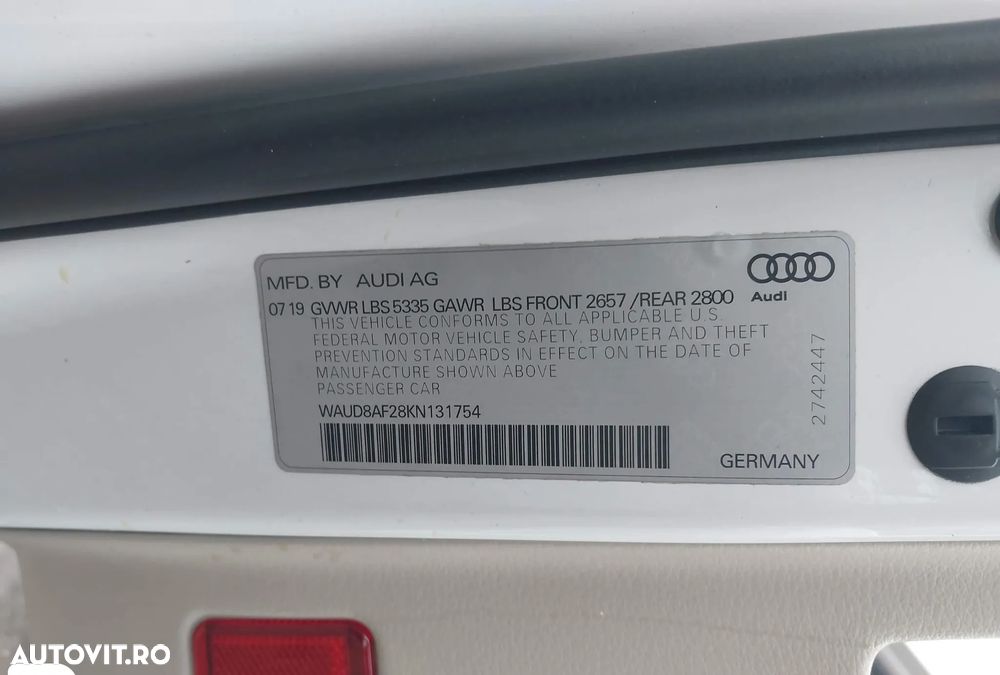 MFD. BY AUDI AG
Audi
07 19 GVWR LBS 5335 GAWR LBS FRONT 2657 /REAR 2800
THIS VEHICLE CONFORMS TO ALL APPLICABLE U.S.
FEDERAL MOTOR VEHICLE SAFETY, BUMPER AND THEFT
PREVENTION STANDARDS IN EFFECT ON THE DATE OF
MANUFACTURE SHOWN ABOVE
PASSENGER CAR
2742447
WAUD8AF28KN131754
GERMANY
AUTOVIT.RO